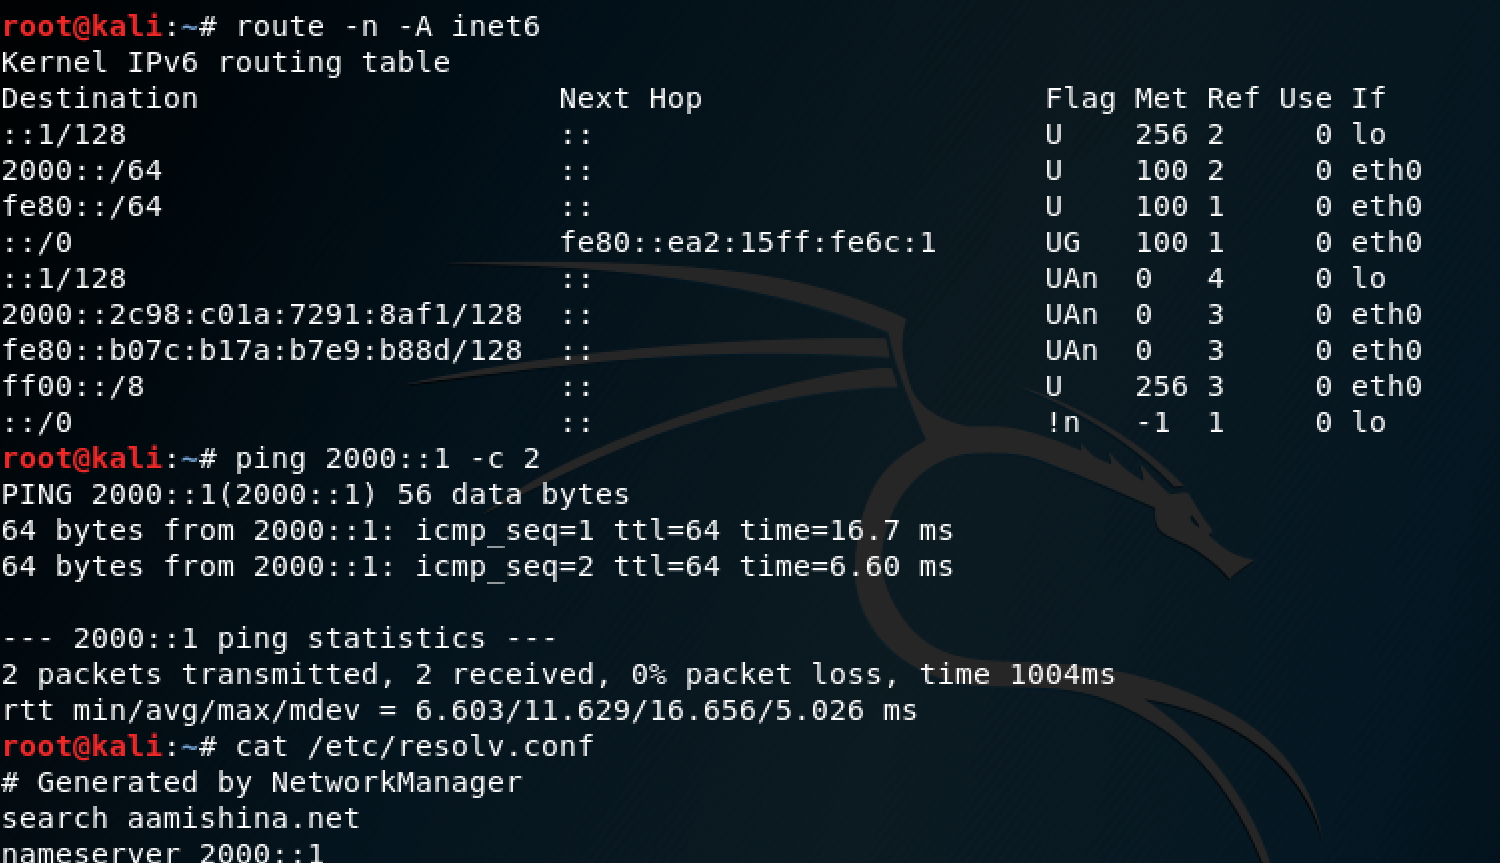 root@kali:~# route -n -A inet6
Kernel IPv6 routing table
Destination                    Next Hop                   Flag Met Ref Use If
::1/128                        ::                         U    256 2     0 lo
2000::/64                      ::                         U    100 2     0 eth0
fe80::/64                      ::                         U    100 1     0 eth0
::/0                           fe80::ea2:15ff:fe6c:1      UG   100 1     0 eth0
::1/128                        ::                         UAn  0   4     0 lo
2000::2c98:c01a:7291:8af1/128  ::                         UAn  0   3     0 eth0
fe80::b07c:b17a:b7e9:b88d/128  ::                         UAn  0   3     0 eth0
ff00::/8                       ::                         U    256 3     0 eth0
::/0                           ::                         !n   -1  1     0 lo
root@kali:~# ping 2000::1 -c 2
PING 2000::1(2000::1) 56 data bytes
64 bytes from 2000::1: icmp_seq=1 ttl=64 time=16.7 ms
64 bytes from 2000::1: icmp_seq=2 ttl=64 time=6.60 ms

--- 2000::1 ping statistics ---
2 packets transmitted, 2 received, 0% packet loss, time 1004ms
rtt min/avg/max/mdev = 6.603/11.629/16.656/5.026 ms
root@kali:~# cat /etc/resolv.conf
# Generated by NetworkManager
search aamishina.net
nameserver 2000::1